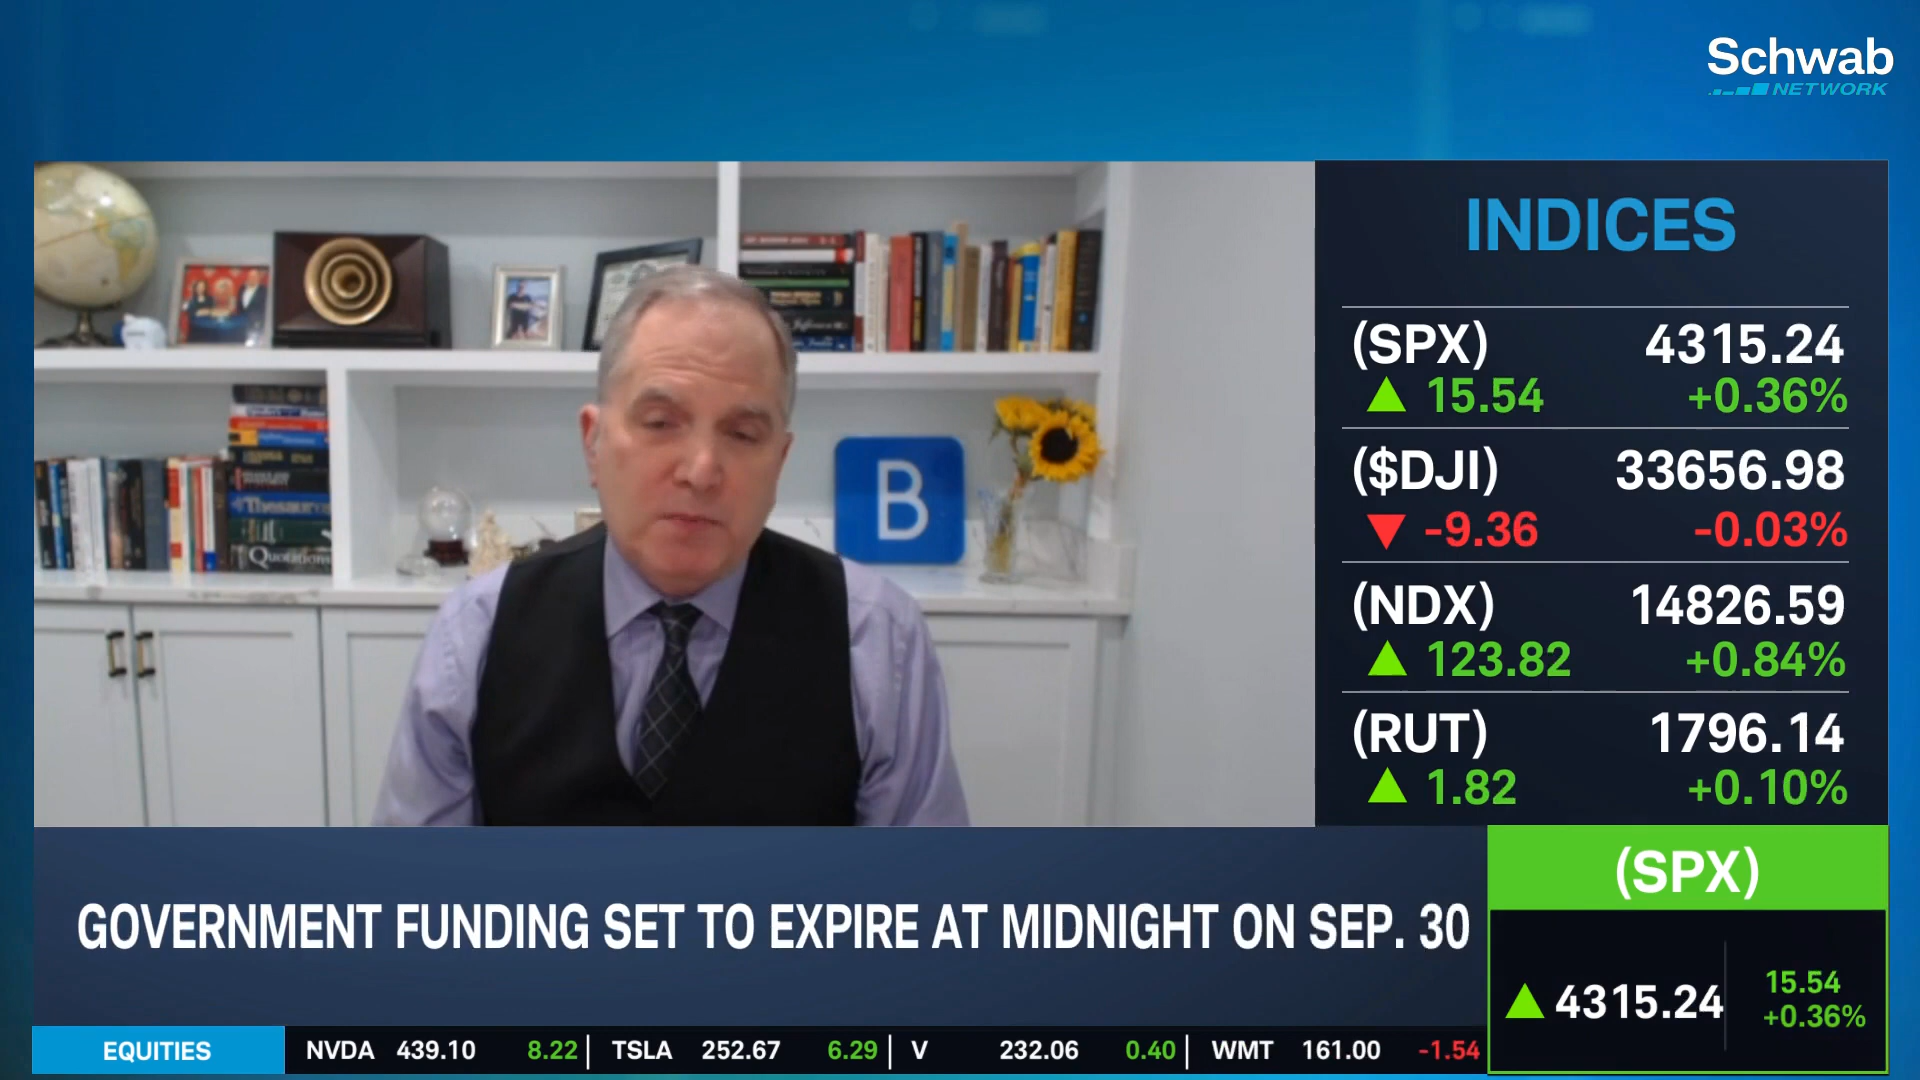 Schwab
NETWORK
INDICES
(SPX) 4315.24
▲ 15.54 +0.36%
($DJI) 33656.98
▼ -9.36 -0.03%
(NDX) 14826.59
▲ 123.82 +0.84%
(RUT) 1796.14
▲ 1.82 +0.10%
Thesaurus
Quotations
B
GOVERNMENT FUNDING SET TO EXPIRE AT MIDNIGHT ON SEP. 30
(SPX)
▲ 4315.24
15.54
+0.36%
EQUITIES NVDA 439.10 8.22 | TSLA 252.67 6.29 | V 232.06 0.40 | WMT 161.00 -1.54